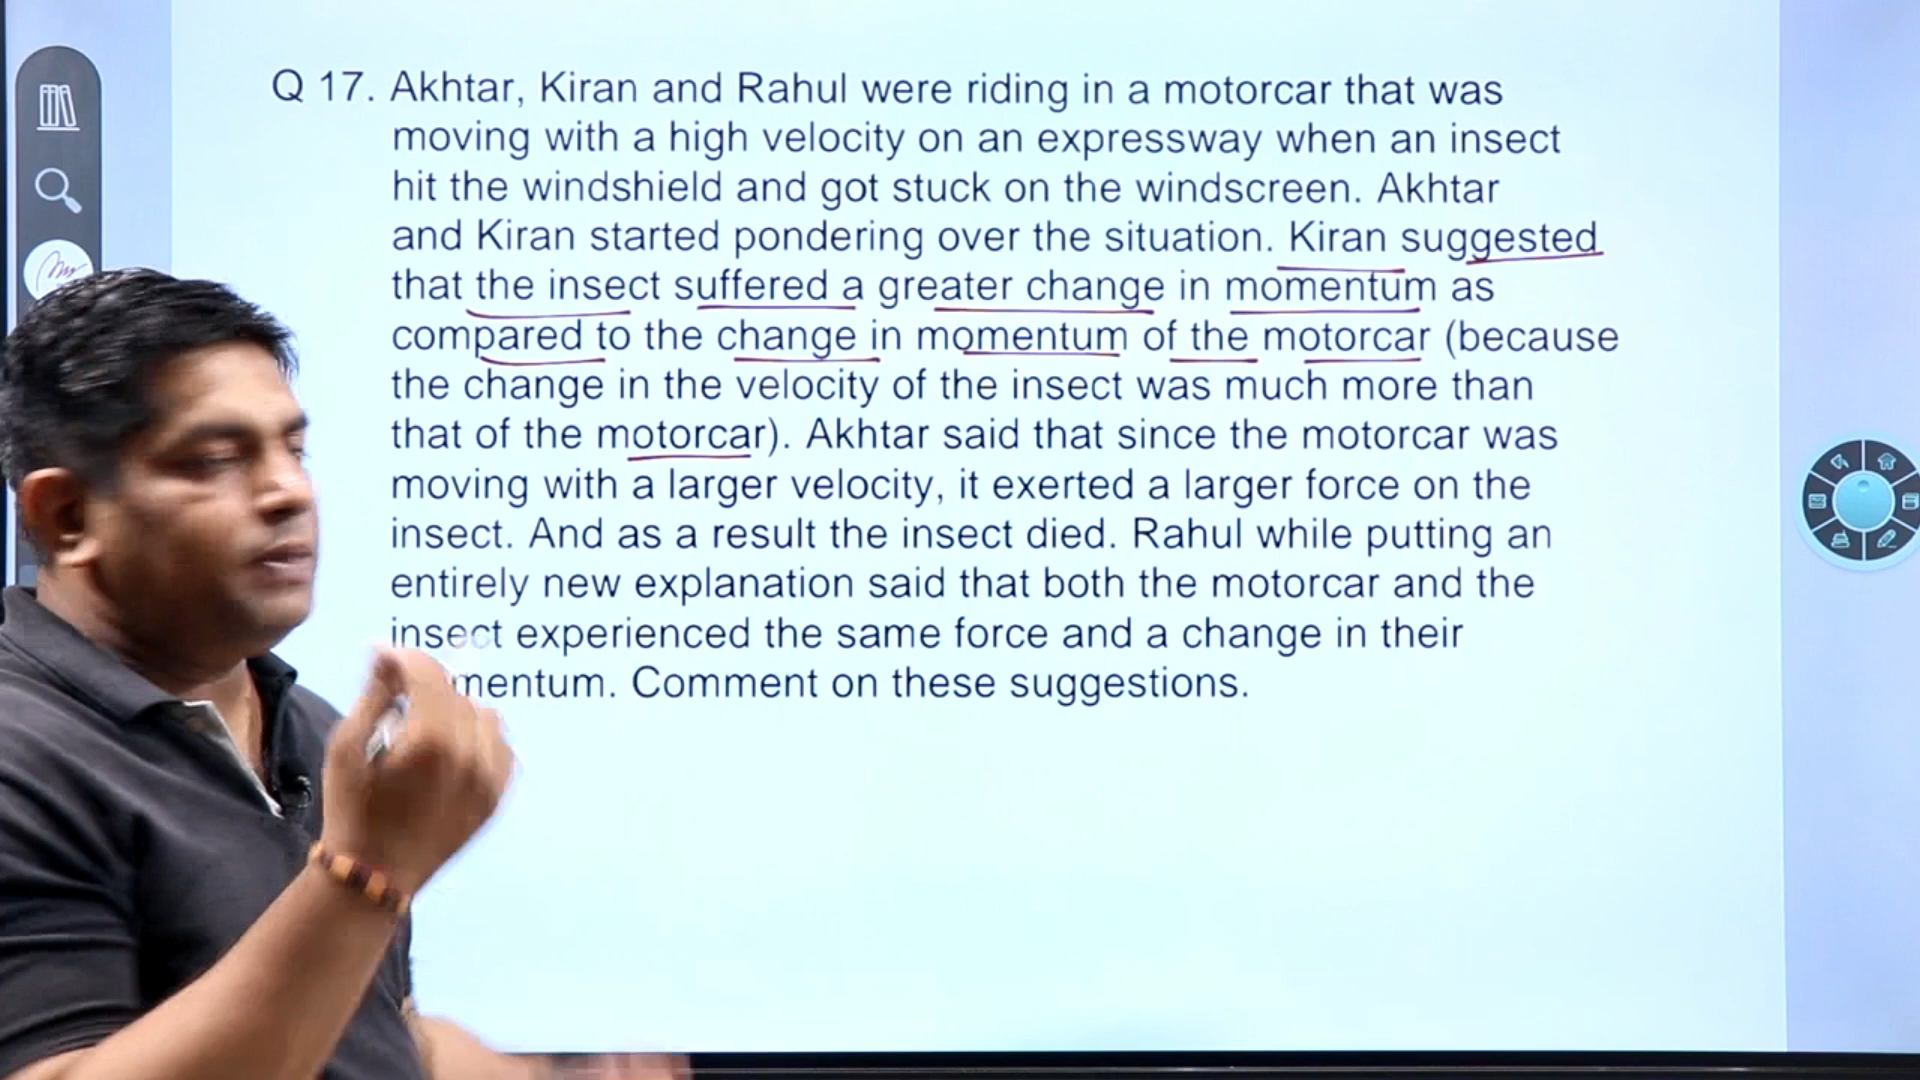 Q 17. Akhtar, Kiran and Rahul were riding in a motorcar that was
moving with a high velocity on an expressway when an insect
hit the windshield and got stuck on the windscreen. Akhtar
and Kiran started pondering over the situation. Kiran suggested
that the insect suffered a greater change in momentum as
compared to the change in momentum of the motorcar (because
the change in the velocity of the insect was much more than
that of the motorcar). Akhtar said that since the motorcar was
moving with a larger velocity, it exerted a larger force on the
insect. And as a result the insect died. Rahul while putting an
entirely new explanation said that both the motorcar and the
insect experienced the same force and a change in their
mentum. Comment on these suggestions.